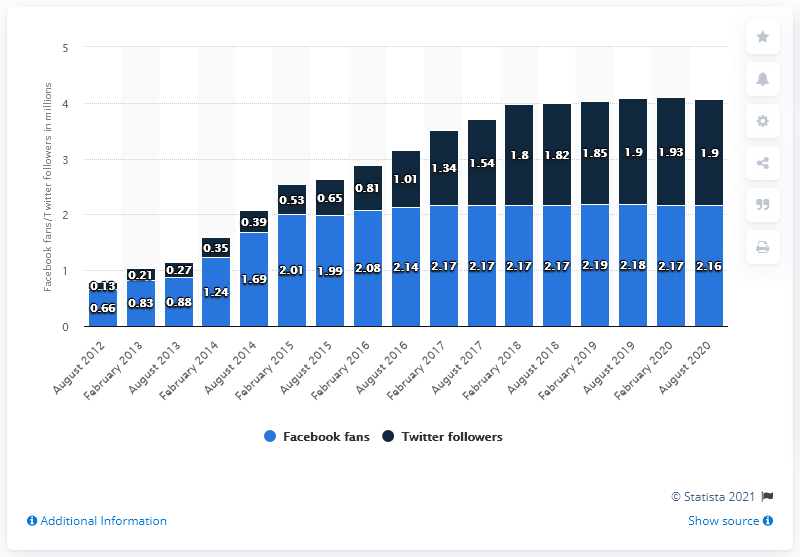 5
4
3
2
1
0
Facebook fans/Twitter followers in millions
0.13 0.21 0.27 0.35 0.39 0.53 0.65 0.81 1.01 1.34 1.54 1.8 1.82 1.85 1.9 1.93 1.9
0.66 0.83 0.88 1.24 1.69 2.01 1.99 2.08 2.14 2.17 2.17 2.17 2.17 2.19 2.18 2.17 2.16
August 2012
February 2013
August 2013
February 2014
August 2014
February 2015
August 2015
February 2016
August 2016
February 2017
August 2017
February 2018
August 2018
February 2019
August 2019
February 2020
August 2020
Facebook fans Twitter followers
© Statista 2021
Additional Information Show source